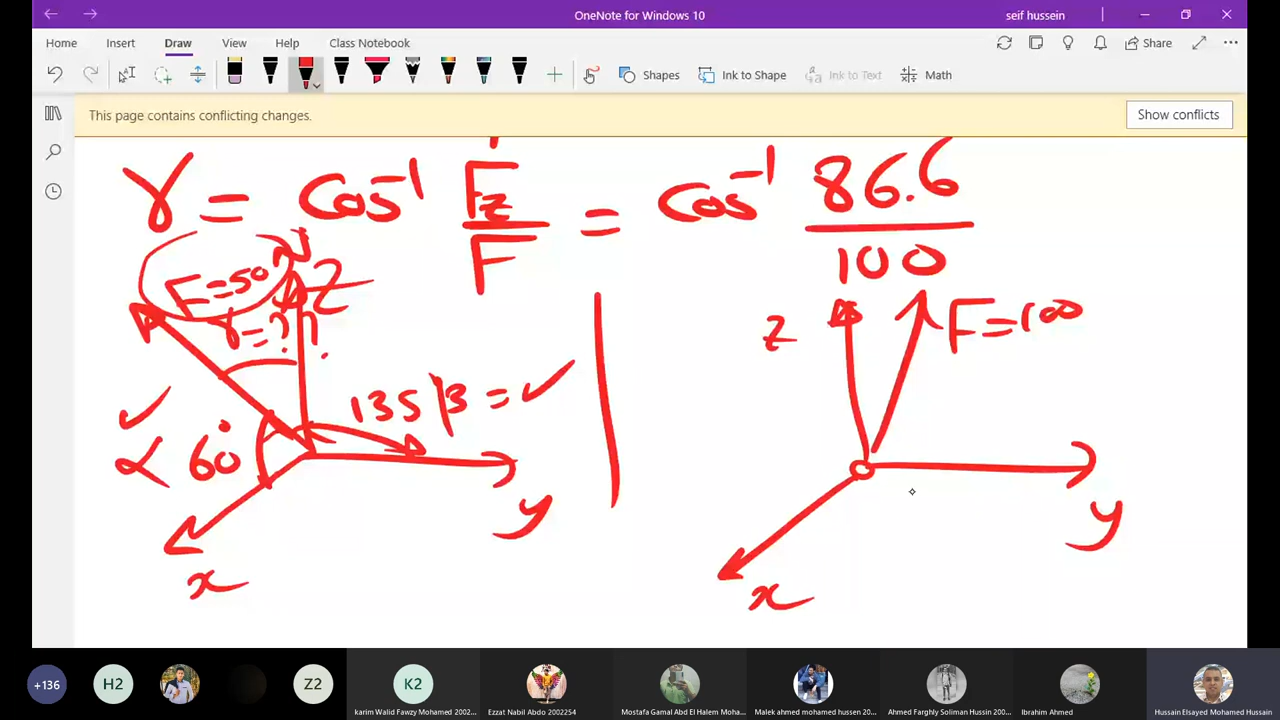 OneNote for Windows 10
seif hussein
Home Insert Draw View Help Class Notebook
Share
Shapes Ink to Shape Ink to Text Math
This page contains conflicting changes.
Show conflicts
γ = cos⁻¹ Fz/F = cos⁻¹ 86.6/100
F=50
Z
γ=??
135 β =✓
✓
α 60°
y
x
z
F=100
y
x
+136
H2
Z2
K2
karim Walid Fawzy Mohamed 2002...
Ezzat Nabil Abdo 2002254
Mostafa Gamal Abd El Halem Moha...
Malek ahmed mohamed hussen 20...
Ahmed Farghly Soliman Hussin 200...
Ibrahim Ahmed
Hussain Elsayed Mohamed Hussain